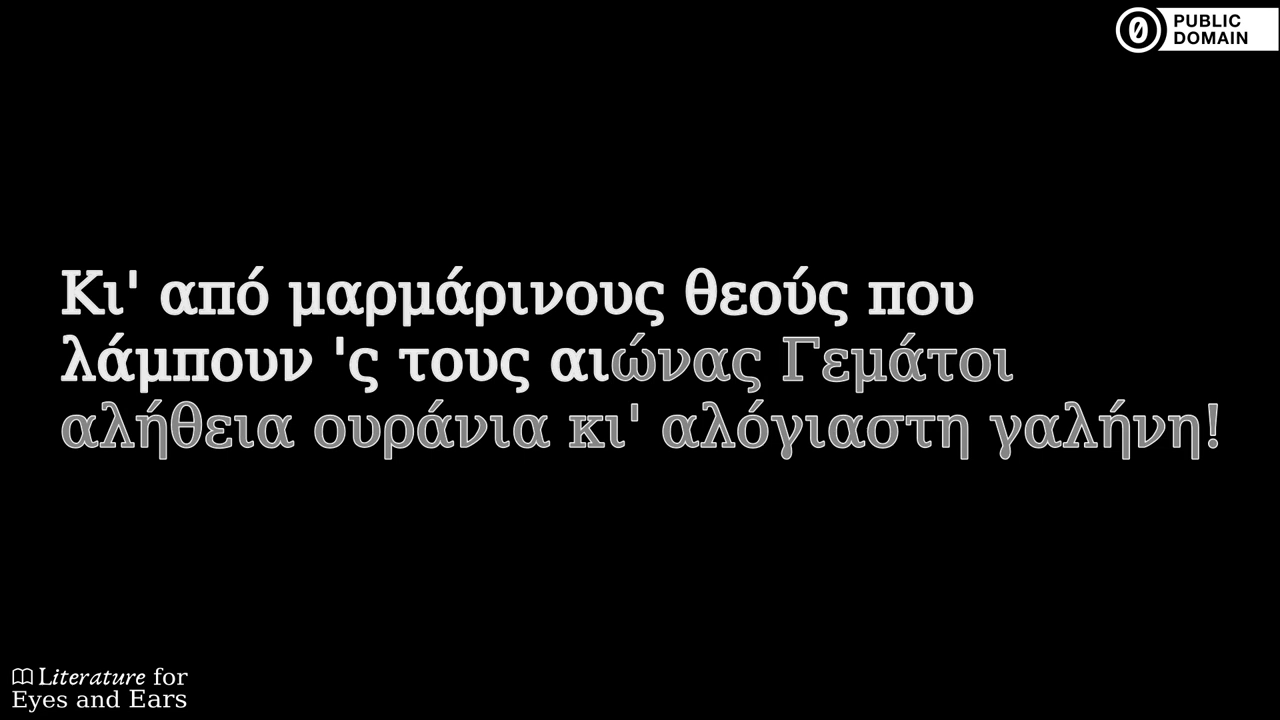 PUBLIC
DOMAIN
Κι' από μαρμάρινους θεούς που
λάμπουν 'ς τους αιώνας Γεμάτοι
αλήθεια ουράνια κι' αλόγιαστη γαλήνη!
Literature for
Eyes and Ears